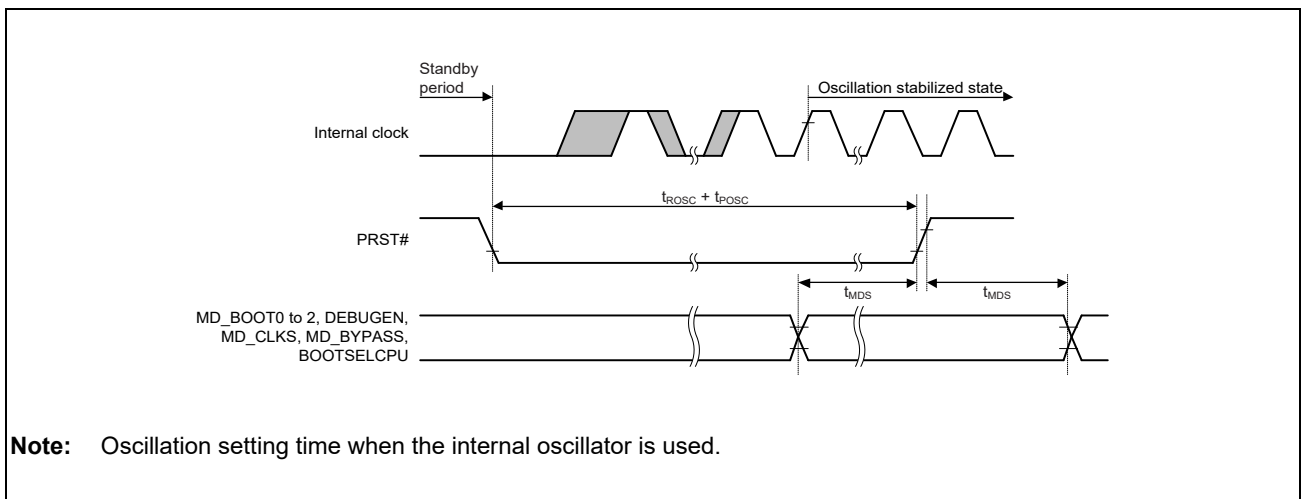 Standby
period
Oscillation stabilized state
Internal clock
tROSC + tPOSC
PRST#
tMDS
tMDS
MD_BOOT0 to 2, DEBUGEN,
MD_CLKS, MD_BYPASS,
BOOTSELCPU
Note: Oscillation setting time when the internal oscillator is used.